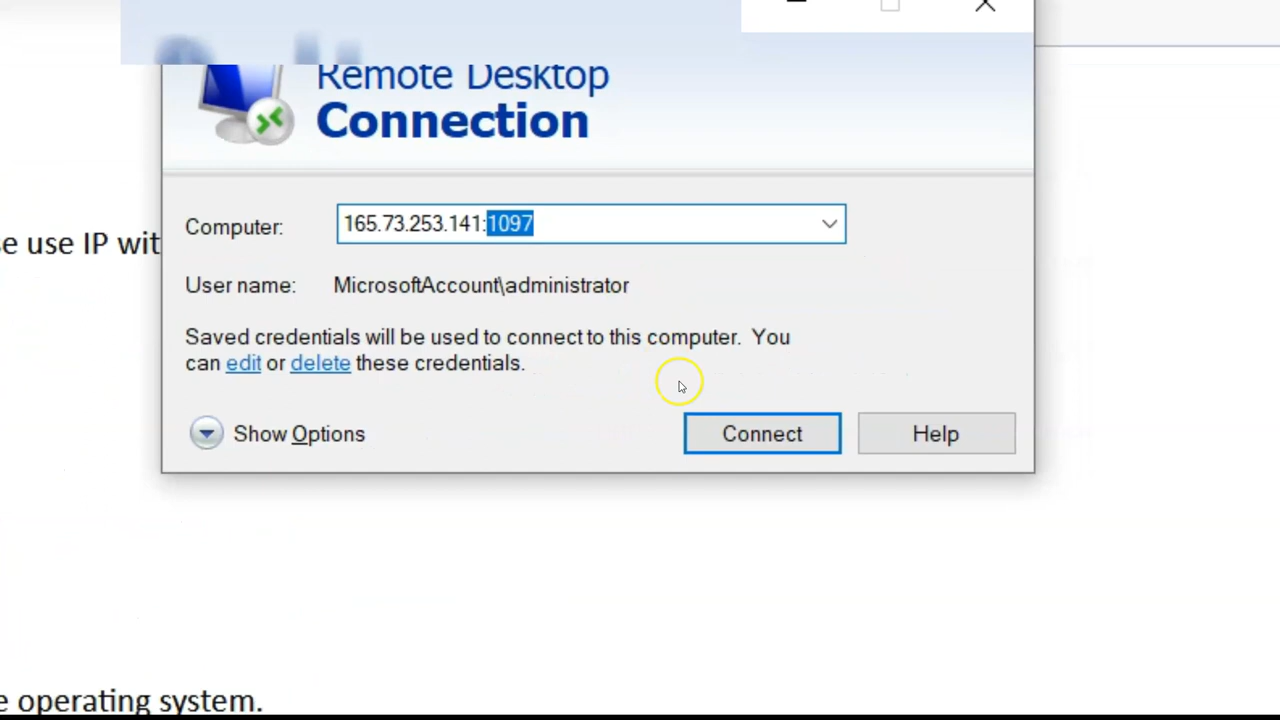 Remote Desktop
Connection
se use IP wit
Computer: 165.73.253.141:1097
User name: MicrosoftAccount\administrator
Saved credentials will be used to connect to this computer. You
can edit or delete these credentials.
Show Options Connect Help
e operating system.